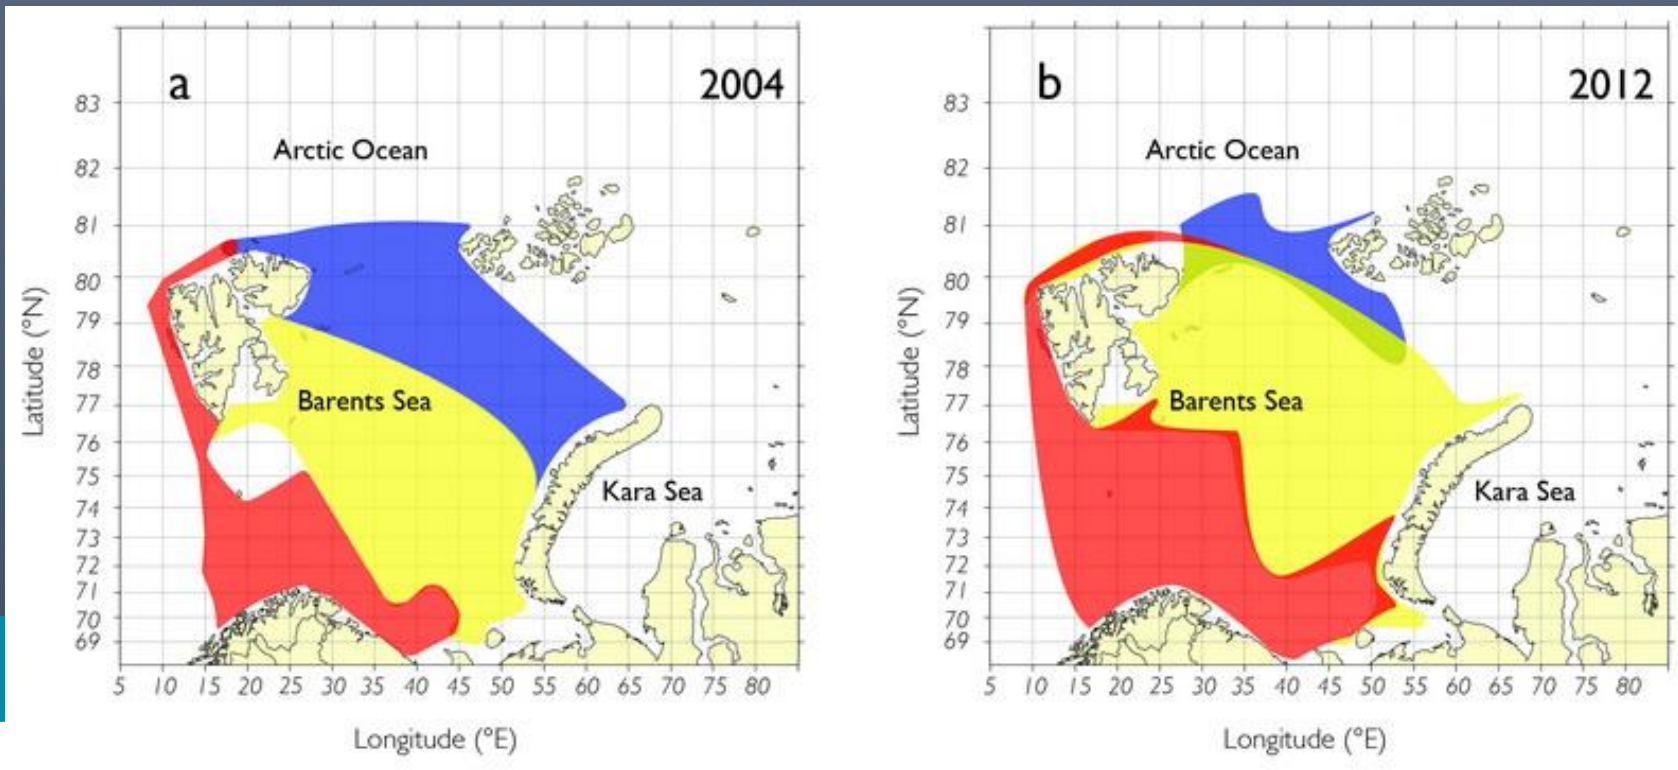 a
2004
83
Arctic Ocean
82
81
80
79
78
77
Barents Sea
76
75
Kara Sea
74
73
72
71
70
69
5 10 15 20 25 30 35 40 45 50 55 60 65 70 75 80
Latitude (°N)
Longitude (°E)
b
2012
83
Arctic Ocean
82
81
80
79
78
77
Barents Sea
76
75
Kara Sea
74
73
72
71
70
69
5 10 15 20 25 30 35 40 45 50 55 60 65 70 75 80
Latitude (°N)
Longitude (°E)